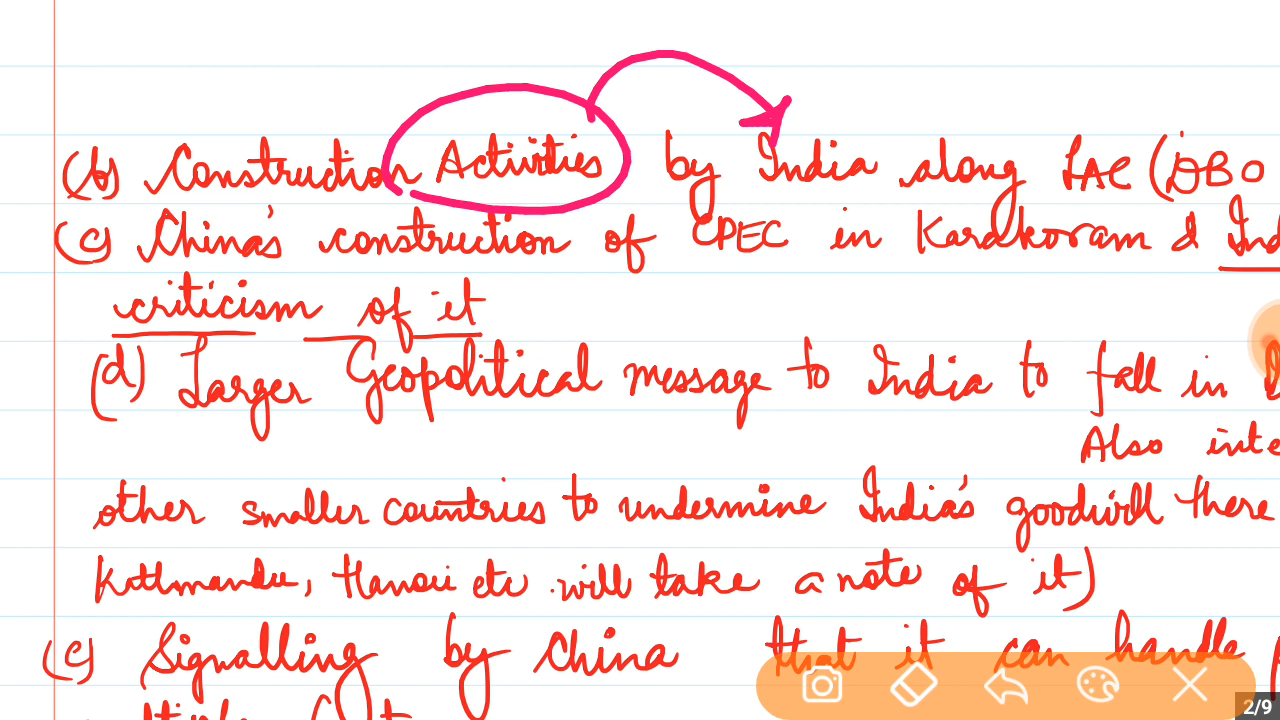 (b) Construction Activities by India along LAC (DBO
(c) China's construction of CPEC in Karakoram & Ind
criticism of it
(d) Larger Geopolitical message to India to fall in
Also inte
other smaller countries to undermine India's goodwill there
Kathmandu, Hanoi etc will take a note of it)
(e) Signalling by China that it can handle
2/9